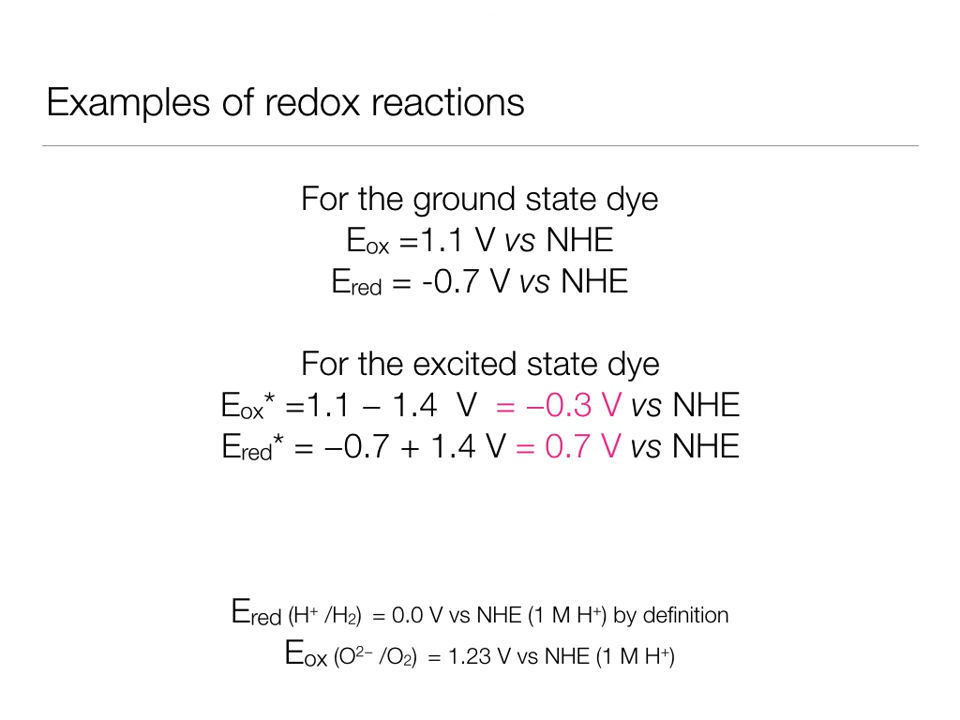 Examples of redox reactions
For the ground state dye
Eox =1.1 V vs NHE
Ered = -0.7 V vs NHE
For the excited state dye
Eox* =1.1 – 1.4 V = –0.3 V vs NHE
Ered* = –0.7 + 1.4 V = 0.7 V vs NHE
Ered (H⁺ /H₂) = 0.0 V vs NHE (1 M H⁺) by definition
Eox (O²⁻ /O₂) = 1.23 V vs NHE (1 M H⁺)